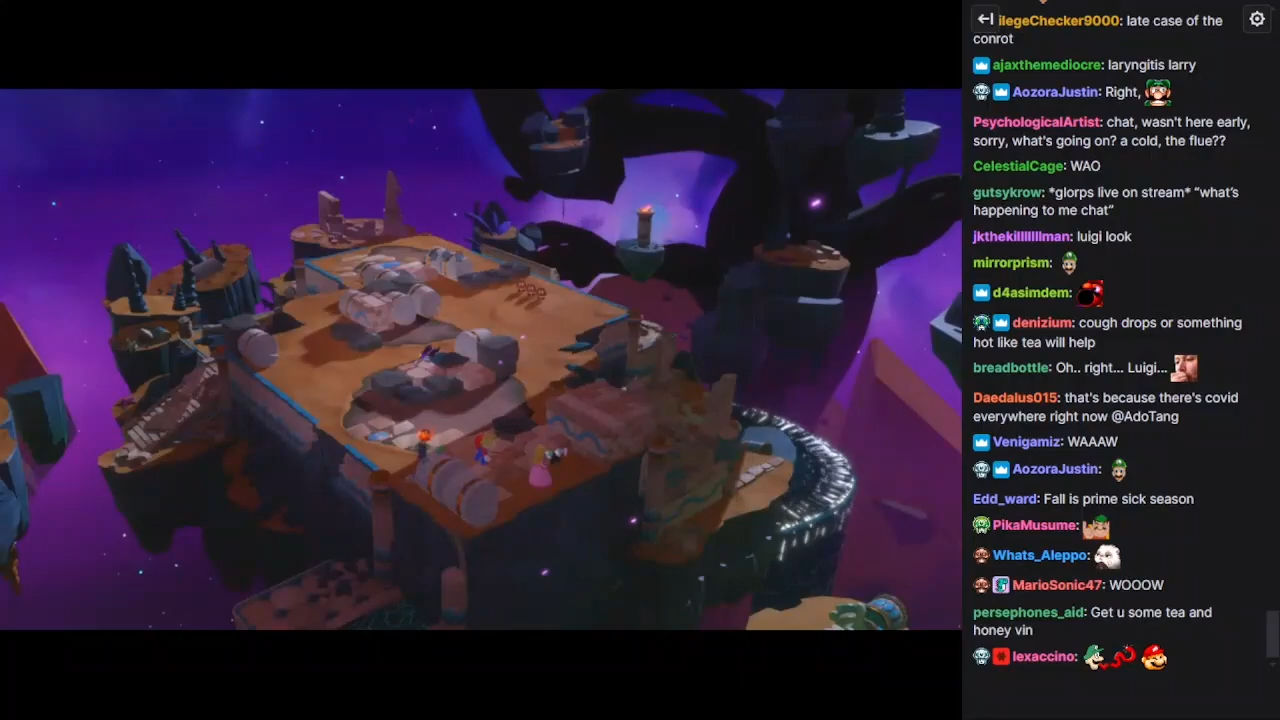 ilegeChecker9000: late case of the
conrot
ajaxthemediocre: laryngitis larry
AozoraJustin: Right,
PsychologicalArtist: chat, wasn't here early,
sorry, what's going on? a cold, the flue??
CelestialCage: WAO
gutsykrow: *glorps live on stream* “what’s
happening to me chat”
jkthekillllllllman: luigi look
mirrorprism:
d4asimdem:
denizium: cough drops or something
hot like tea will help
breadbottle: Oh.. right... Luigi...
Daedalus015: that's because there's covid
everywhere right now @AdoTang
Venigamiz: WAAAW
AozoraJustin:
Edd_ward: Fall is prime sick season
PikaMusume:
Whats_Aleppo:
MarioSonic47: WOOOW
persephones_aid: Get u some tea and
honey vin
lexaccino: